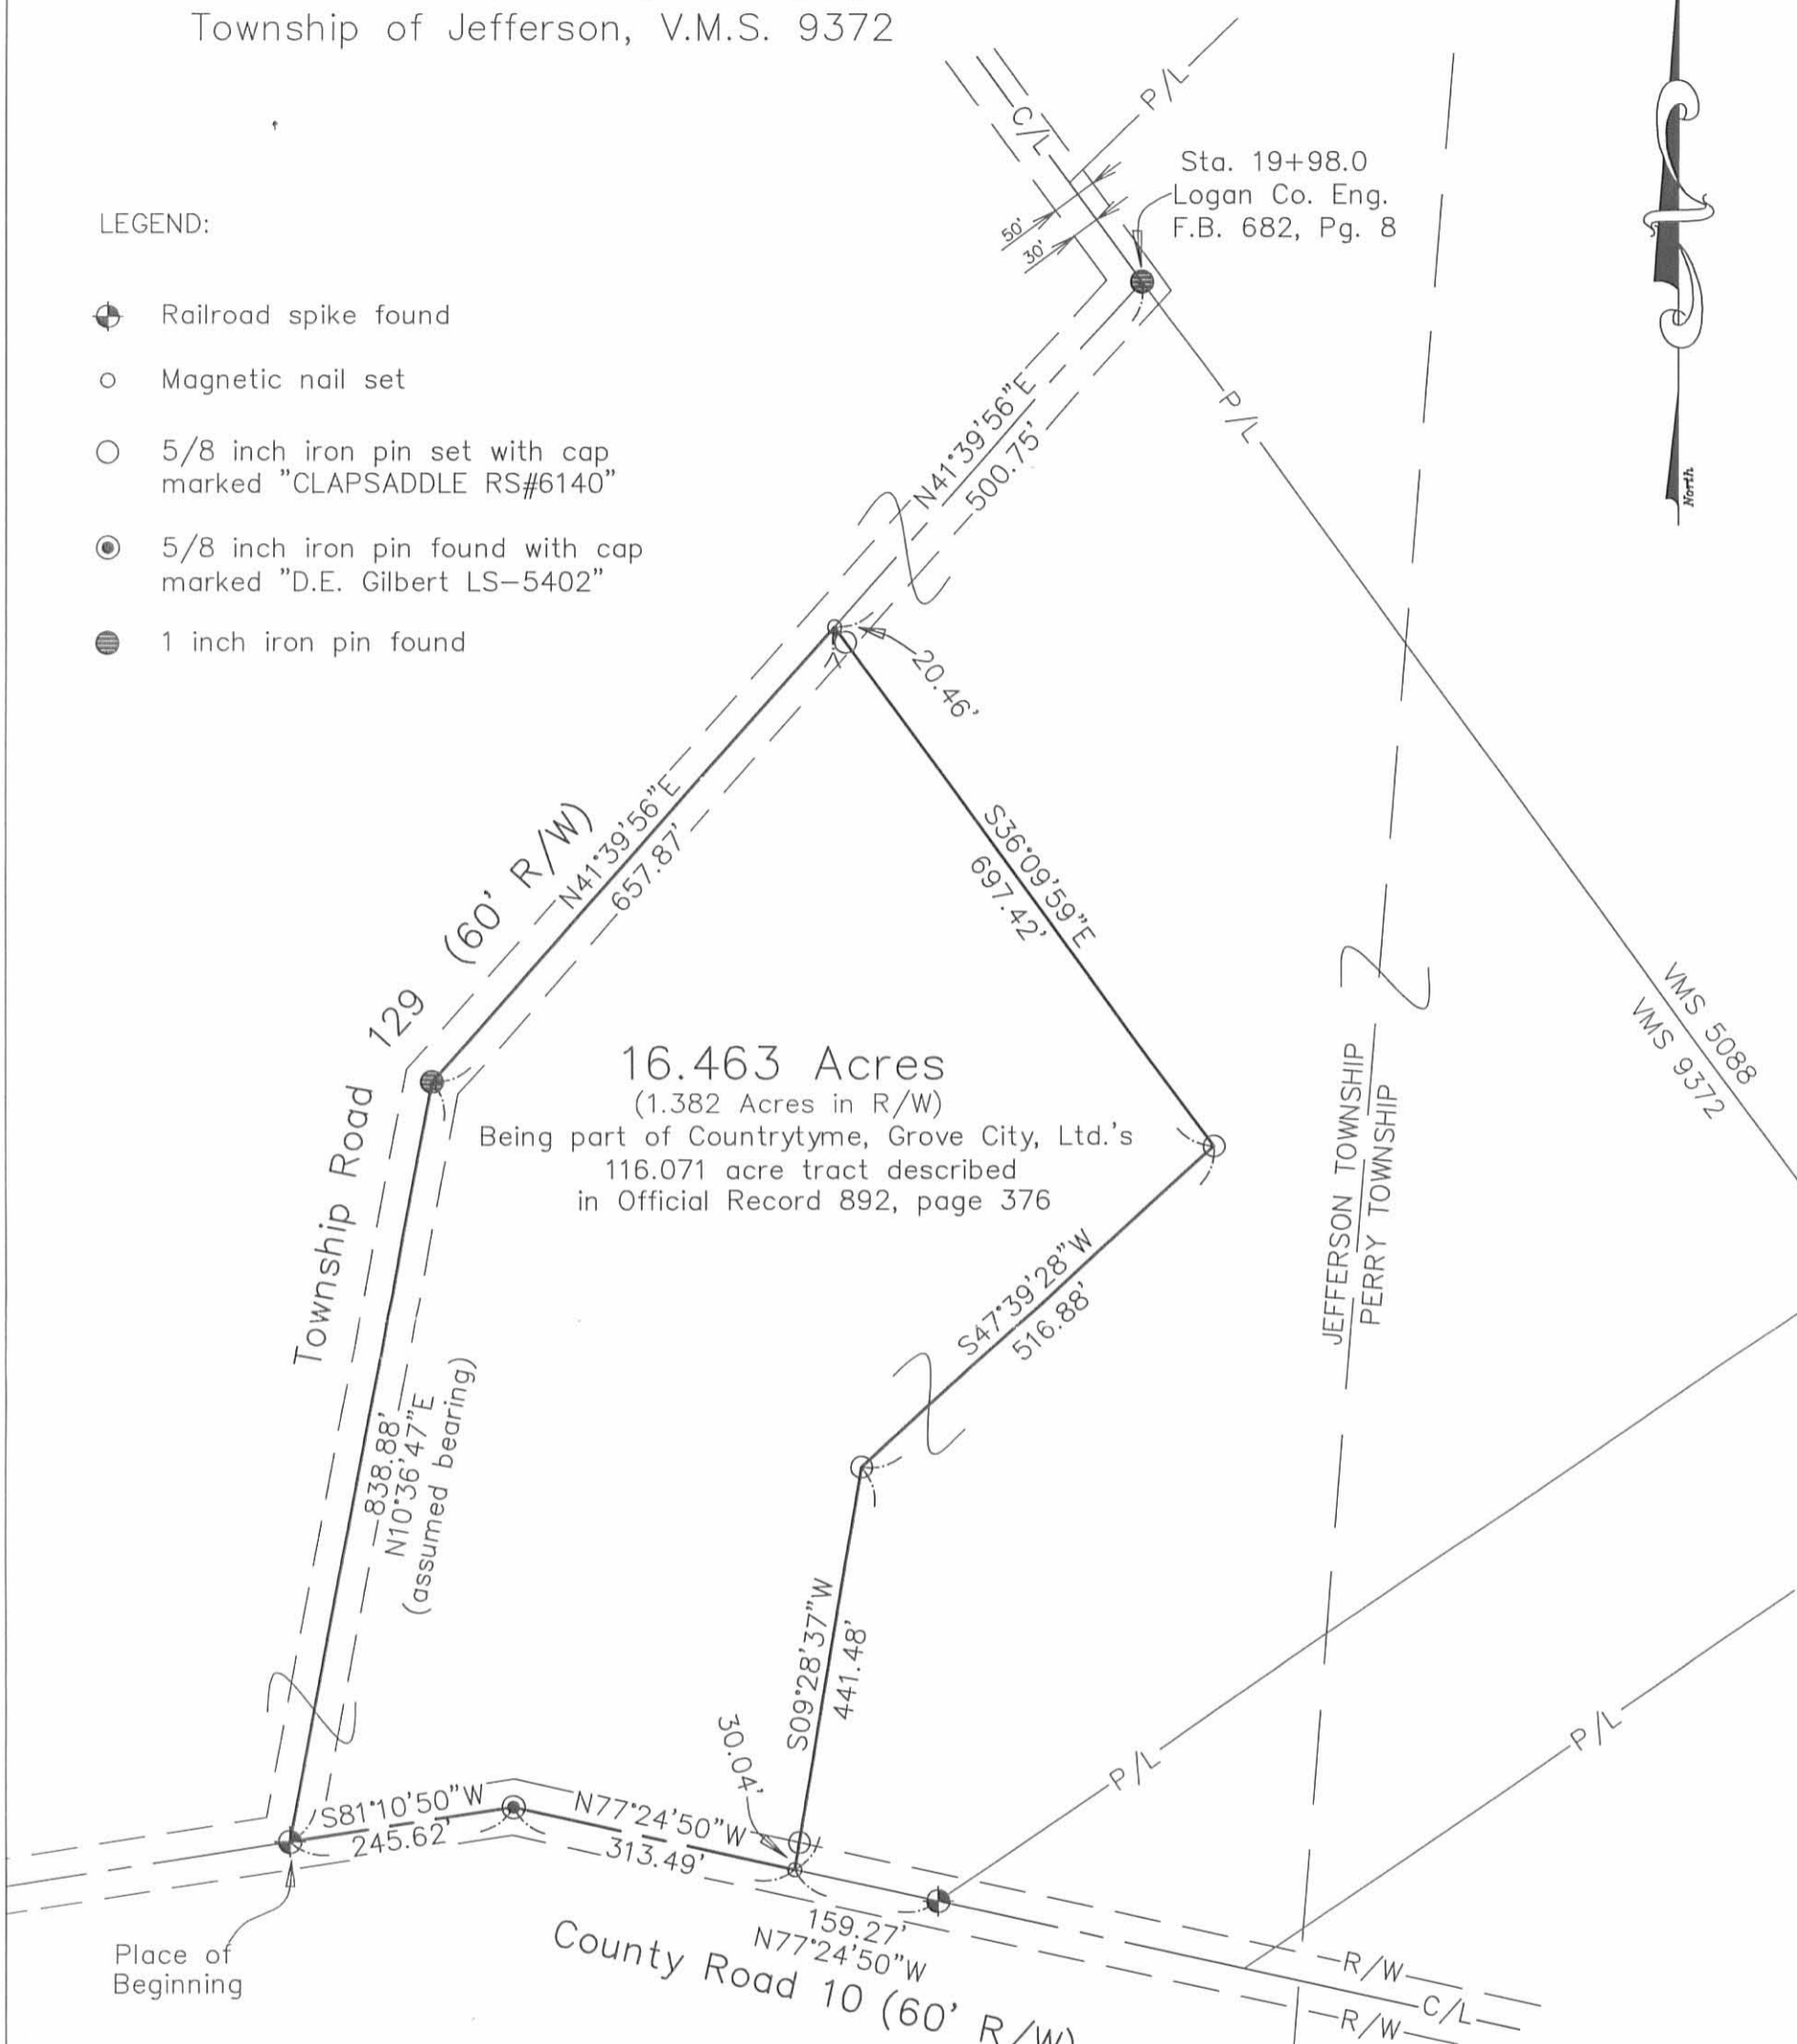 Township of Jefferson, V.M.S. 9372
P/L
C/L
Sta. 19+98.0
Logan Co. Eng.
F.B. 682, Pg. 8
50'
30'
LEGEND:
Railroad spike found
Magnetic nail set
5/8 inch iron pin set with cap
marked "CLAPSADDLE RS#6140"
5/8 inch iron pin found with cap
marked "D.E. Gilbert LS-5402"
1 inch iron pin found
North
P/L
N41°39'56"E
500.75'
20.46'
N41°39'56"E
657.87'
S36°09'59"E
697.42'
Township Road 129 (60' R/W)
VMS 5088
VMS 9372
16.463 Acres
(1.382 Acres in R/W)
Being part of Countrytyme, Grove City, Ltd.'s
116.071 acre tract described
in Official Record 892, page 376
JEFFERSON TOWNSHIP
PERRY TOWNSHIP
S47°39'28"W
516.88'
838.88'
N10°36'47"E
(assumed bearing)
S09°28'37"W
441.48'
30.04'
P/L
P/L
S81°10'50"W
245.62'
N77°24'50"W
313.49'
159.27'
N77°24'50"W
County Road 10 (60' R/W)
Place of
Beginning
R/W
C/L
R/W